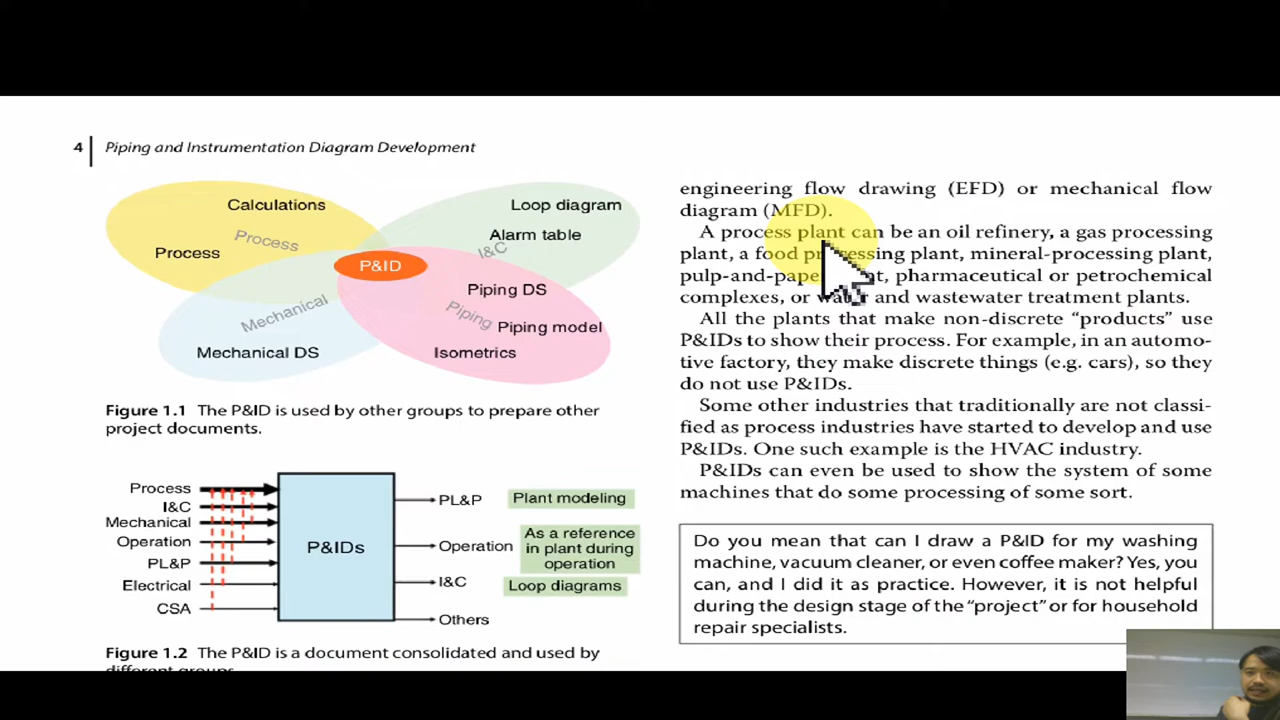 4 Piping and Instrumentation Diagram Development
Calculations
Process
Process
Loop diagram
Alarm table
I&C
P&ID
Mechanical
Mechanical DS
Piping DS
Piping
Piping model
Isometrics
Figure 1.1 The P&ID is used by other groups to prepare other
project documents.
Process
I&C
Mechanical
Operation
PL&P
Electrical
CSA
P&IDs
PL&P
Plant modeling
Operation
As a reference
in plant during
operation
I&C
Loop diagrams
Others
Figure 1.2 The P&ID is a document consolidated and used by
different groups
engineering flow drawing (EFD) or mechanical flow
diagram (MFD).
A process plant can be an oil refinery, a gas processing
plant, a food processing plant, mineral-processing plant,
pulp-and-paper plant, pharmaceutical or petrochemical
complexes, or water and wastewater treatment plants.
All the plants that make non-discrete “products” use
P&IDs to show their process. For example, in an automo-
tive factory, they make discrete things (e.g. cars), so they
do not use P&IDs.
Some other industries that traditionally are not classi-
fied as process industries have started to develop and use
P&IDs. One such example is the HVAC industry.
P&IDs can even be used to show the system of some
machines that do some processing of some sort.
Do you mean that can I draw a P&ID for my washing
machine, vacuum cleaner, or even coffee maker? Yes, you
can, and I did it as practice. However, it is not helpful
during the design stage of the “project” or for household
repair specialists.